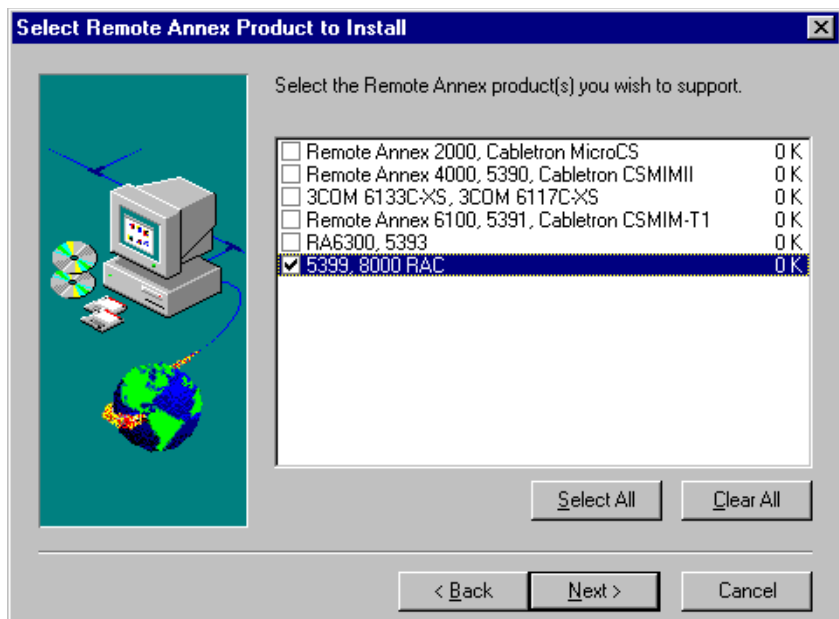 Select Remote Annex Product to Install
Select the Remote Annex product(s) you wish to support.
Remote Annex 2000, Cabletron MicroCS 0 K
Remote Annex 4000, 5390, Cabletron CSMIMII 0 K
3COM 6133C-XS, 3COM 6117C-XS 0 K
Remote Annex 6100, 5391, Cabletron CSMIM-T1 0 K
RA6300, 5393 0 K
5399, 8000 RAC 0 K
Select All Clear All
< Back Next > Cancel